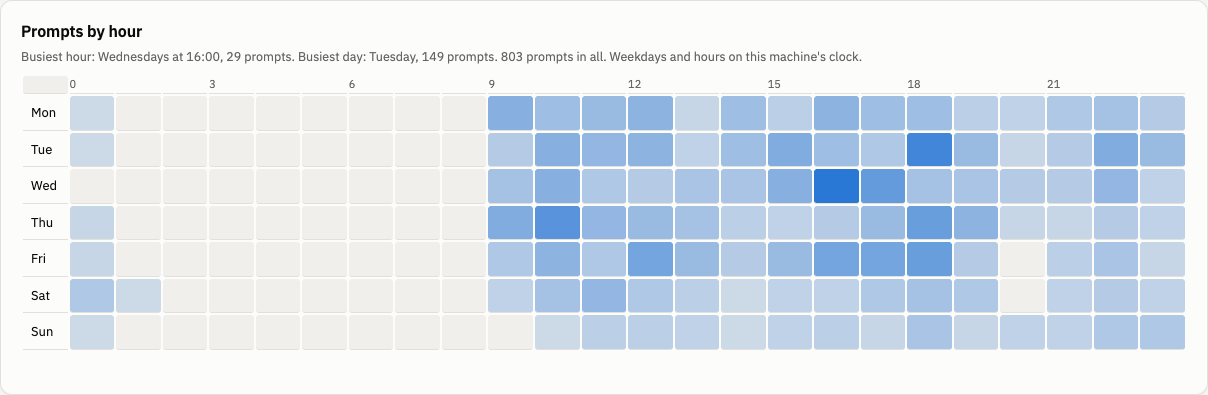 Prompts by hour
Busiest hour: Wednesdays at 16:00, 29 prompts. Busiest day: Tuesday, 149 prompts. 803 prompts in all. Weekdays and hours on this machine's clock.
0 3 6 9 12 15 18 21
Mon
Tue
Wed
Thu
Fri
Sat
Sun